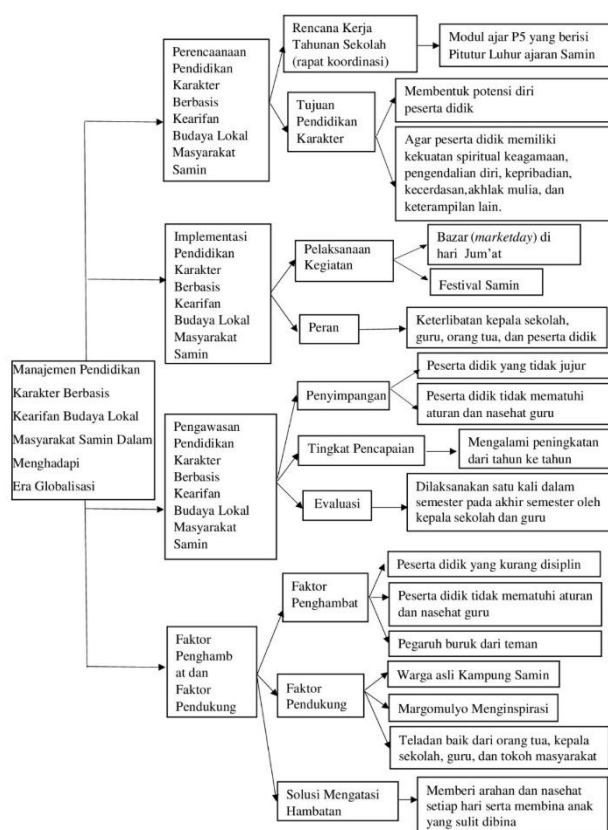 Manajemen Pendidikan
Karakter Berbasis
Kearifan Budaya Lokal
Masyarakat Samin Dalam
Menghadapi
Era Globalisasi
Perencaanaan
Pendidikan
Karakter
Berbasis
Kearifan
Budaya Lokal
Masyarakat
Samin
Rencana Kerja
Tahunan Sekolah
(rapat koordinasi)
Modul ajar P5 yang berisi
Pitutur Luhur ajaran Samin
Tujuan
Pendidikan
Karakter
Membentuk potensi diri
peserta didik
Agar peserta didik memiliki
kekuatan spiritual keagamaan,
pengendalian diri, kepribadian,
kecerdasan,akhlak mulia, dan
keterampilan lain.
Implementasi
Pendidikan
Karakter
Berbasis
Kearifan
Budaya Lokal
Masyarakat
Samin
Pelaksanaan
Kegiatan
Bazar (marketday) di
hari Jum'at
Festival Samin
Peran
Keterlibatan kepala sekolah,
guru, orang tua, dan peserta didik
Pengawasan
Pendidikan
Karakter
Berbasis
Kearifan
Budaya Lokal
Masyarakat
Samin
Penyimpangan
Peserta didik yang tidak jujur
Peserta didik tidak mematuhi
aturan dan nasehat guru
Tingkat Pencapaian
Mengalami peningkatan
dari tahun ke tahun
Evaluasi
Dilaksanakan satu kali dalam
semester pada akhir semester oleh
kepala sekolah dan guru
Faktor
Penghamb
at dan
Faktor
Pendukung
Faktor
Penghambat
Peserta didik yang kurang disiplin
Peserta didik tidak mematuhi aturan
dan nasehat guru
Pegaruh buruk dari teman
Faktor
Pendukung
Warga asli Kampung Samin
Margomulyo Menginspirasi
Teladan baik dari orang tua, kepala
sekolah, guru, dan tokoh masyarakat
Solusi Mengatasi
Hambatan
Memberi arahan dan nasehat
setiap hari serta membina anak
yang sulit dibina